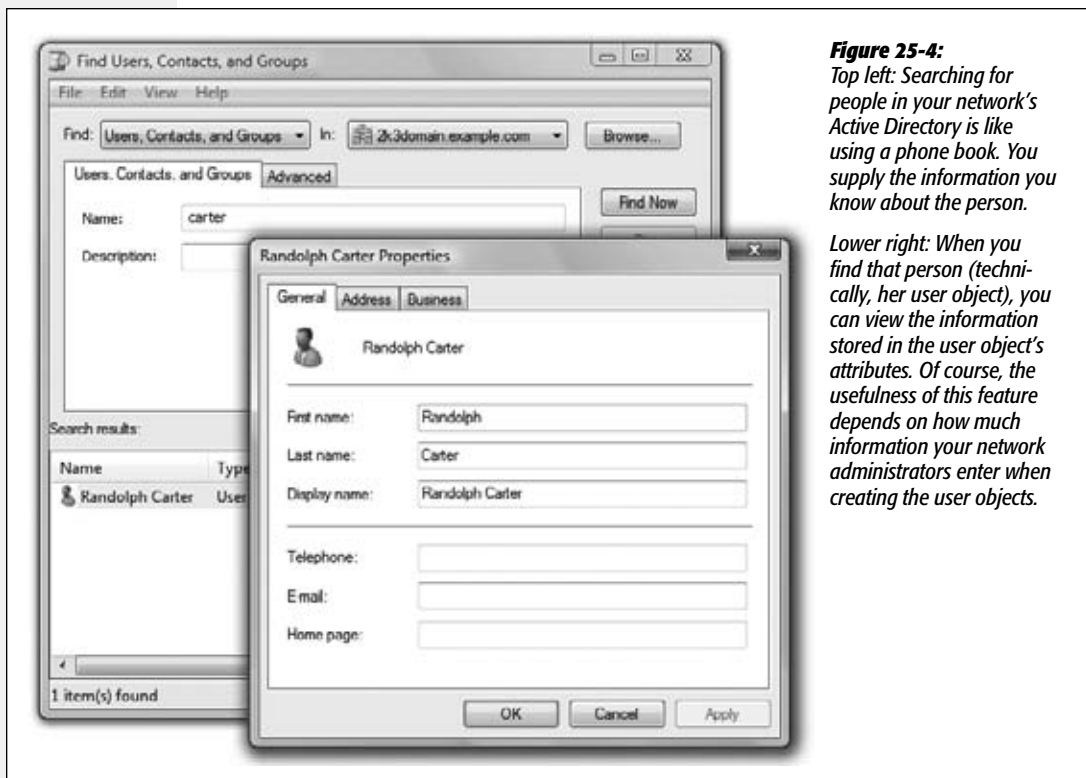 Find Users, Contacts, and Groups
File Edit View Help
Find: Users, Contacts, and Groups In: 2k3domain.example.com Browse...
Users, Contacts, and Groups Advanced
Name: carter
Find Now
Description:
Search results:
Name Type
Randolph Carter User
1 item(s) found
Randolph Carter Properties
General Address Business
Randolph Carter
First name: Randolph
Last name: Carter
Display name: Randolph Carter
Telephone:
E mail:
Home page:
OK Cancel Apply
Figure 25-4:
Top left: Searching for
people in your network's
Active Directory is like
using a phone book. You
supply the information you
know about the person.
Lower right: When you
find that person (techni-
cally, her user object), you
can view the information
stored in the user object's
attributes. Of course, the
usefulness of this feature
depends on how much
information your network
administrators enter when
creating the user objects.